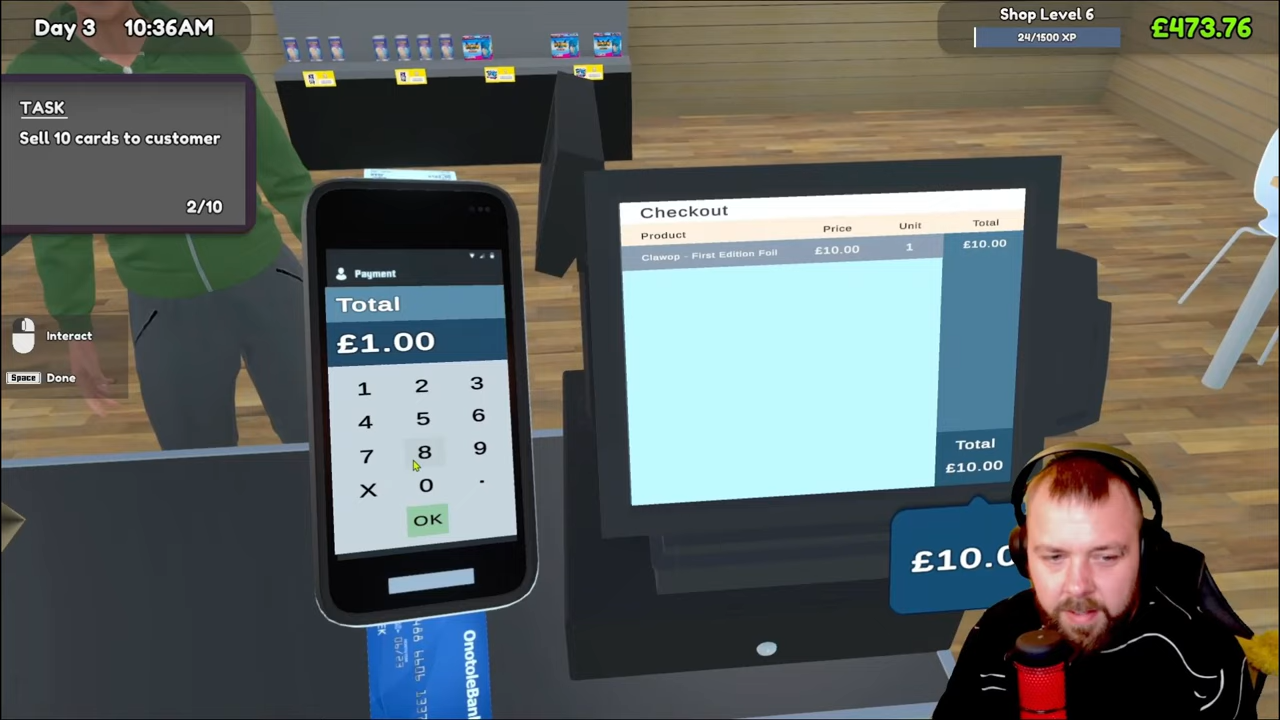 Day 3 10:36AM
Shop Level 6
24/1500 XP
£473.76
TASK
Sell 10 cards to customer
2/10
Interact
Space Done
Payment
Total
£1.00
1 2 3
4 5 6
7 8 9
X 0 .
OK
Checkout
Product Price Unit Total
Clawop - First Edition Foil £10.00 1 £10.00
Total
£10.00
£10.0
OnotoleBank
06/23